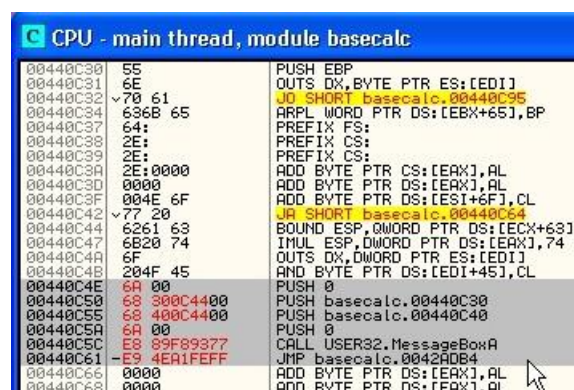 C CPU - main thread, module basecalc
00440C30 55 PUSH EBP
00440C31 6E OUTS DX,BYTE PTR ES:[EDI]
00440C32 ˅70 61 JO SHORT basecalc.00440C95
00440C34 636B 65 ARPL WORD PTR DS:[EBX+65],BP
00440C37 64: PREFIX FS:
00440C38 2E: PREFIX CS:
00440C39 2E: PREFIX CS:
00440C3A 2E:0000 ADD BYTE PTR CS:[EAX],AL
00440C3D 0000 ADD BYTE PTR DS:[EAX],AL
00440C3F 004E 6F ADD BYTE PTR DS:[ESI+6F],CL
00440C42 ˅77 20 JA SHORT basecalc.00440C64
00440C44 6261 63 BOUND ESP,QWORD PTR DS:[ECX+63]
00440C47 6B20 74 IMUL ESP,DWORD PTR DS:[EAX],74
00440C4A 6F OUTS DX,DWORD PTR ES:[EDI]
00440C4B 204F 45 AND BYTE PTR DS:[EDI+45],CL
00440C4E 6A 00 PUSH 0
00440C50 68 300C4400 PUSH basecalc.00440C30
00440C55 68 400C4400 PUSH basecalc.00440C40
00440C5A 6A 00 PUSH 0
00440C5C E8 89F89377 CALL USER32.MessageBoxA
00440C61 -E9 4EA1FEFF JMP basecalc.0042ADB4
00440C66 0000 ADD BYTE PTR DS:[EAX],AL
00440C68 0000 ADD BYTE PTR DS:[EAX],AL